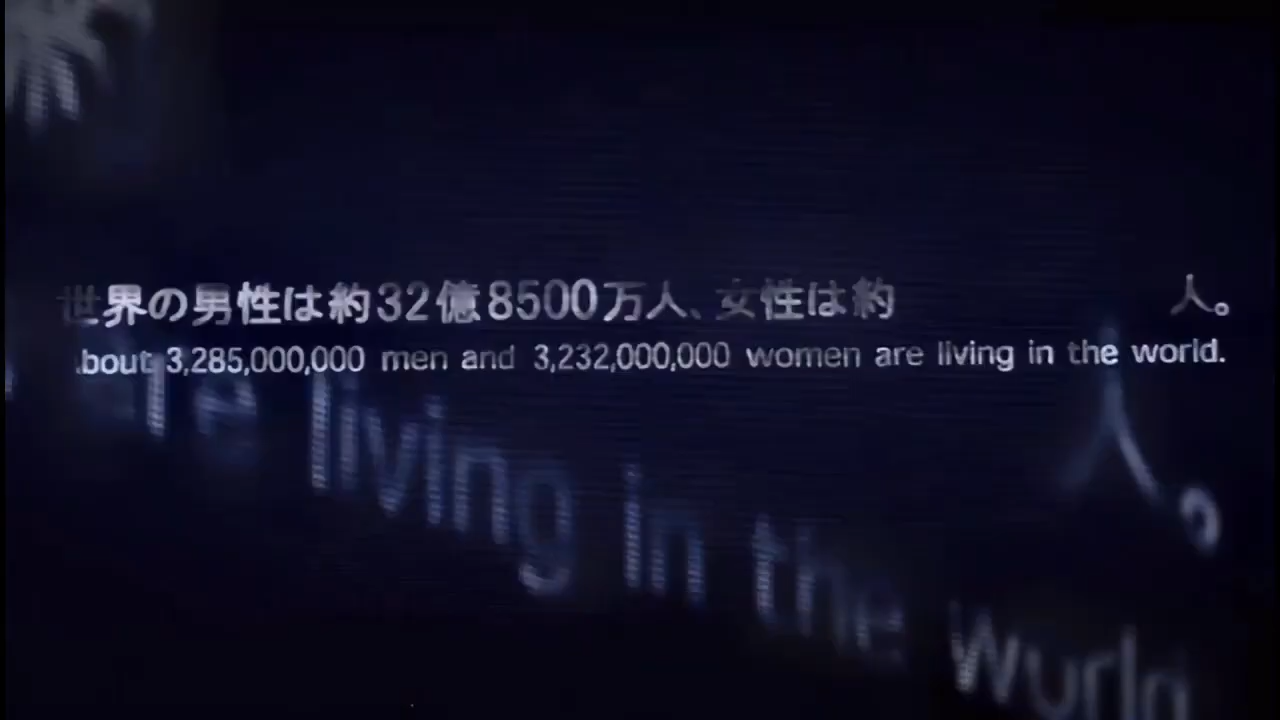 世界の男性は約32億8500万人、女性は約 人。
bout 3,285,000,000 men and 3,232,000,000 women are living in the world.
living in the
人。